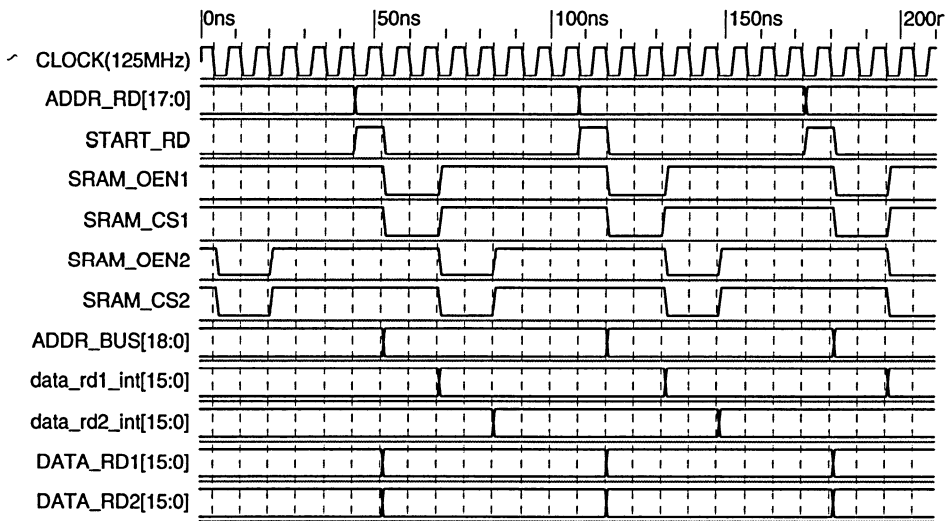 0ns 50ns 100ns 150ns 200r
CLOCK(125MHz)
ADDR_RD[17:0]
START_RD
SRAM_OEN1
SRAM_CS1
SRAM_OEN2
SRAM_CS2
ADDR_BUS[18:0]
data_rd1_int[15:0]
data_rd2_int[15:0]
DATA_RD1[15:0]
DATA_RD2[15:0]